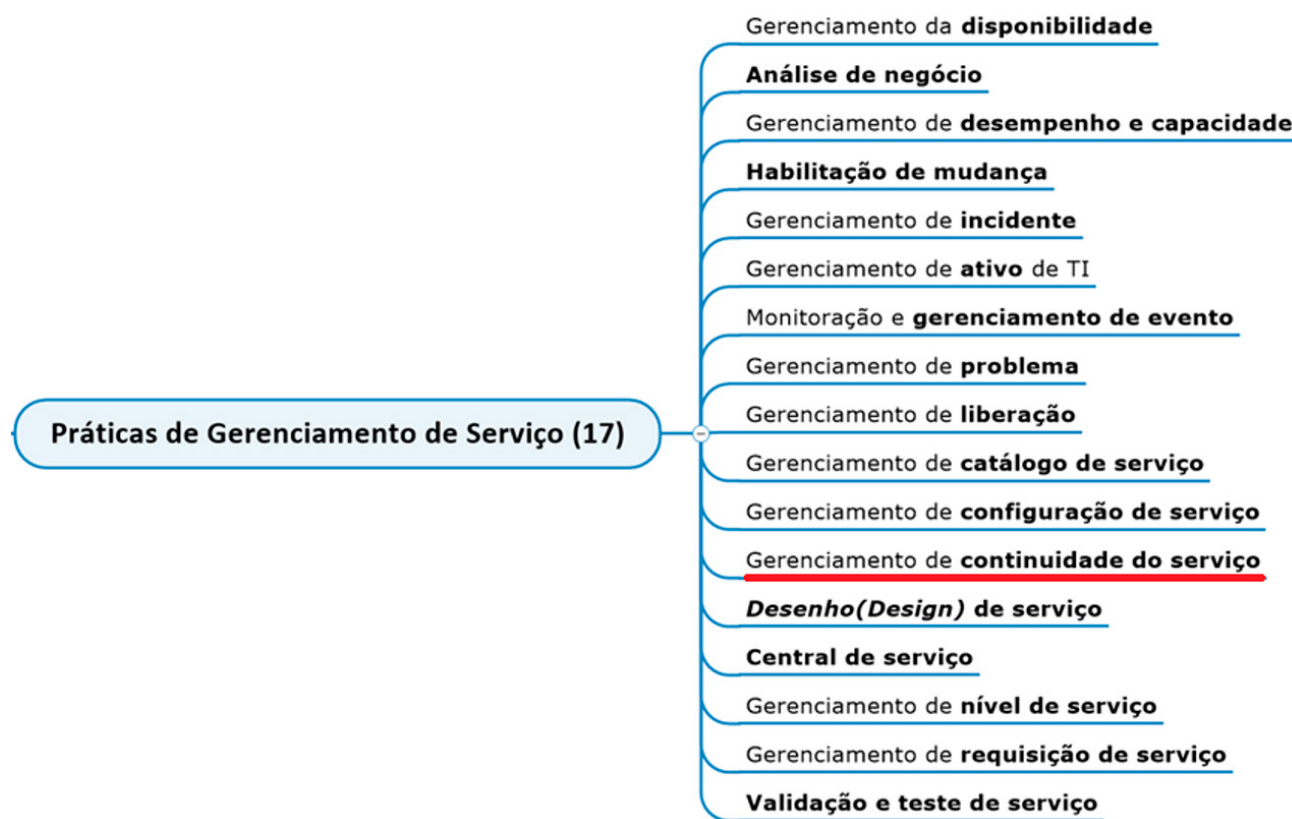 Gerenciamento da disponibilidade
Análise de negócio
Gerenciamento de desempenho e capacidade
Habilitação de mudança
Gerenciamento de incidente
Gerenciamento de ativo de TI
Monitoração e gerenciamento de evento
Gerenciamento de problema
Práticas de Gerenciamento de Serviço (17)
Gerenciamento de liberação
Gerenciamento de catálogo de serviço
Gerenciamento de configuração de serviço
Gerenciamento de continuidade do serviço
Desenho(Design) de serviço
Central de serviço
Gerenciamento de nível de serviço
Gerenciamento de requisição de serviço
Validação e teste de serviço